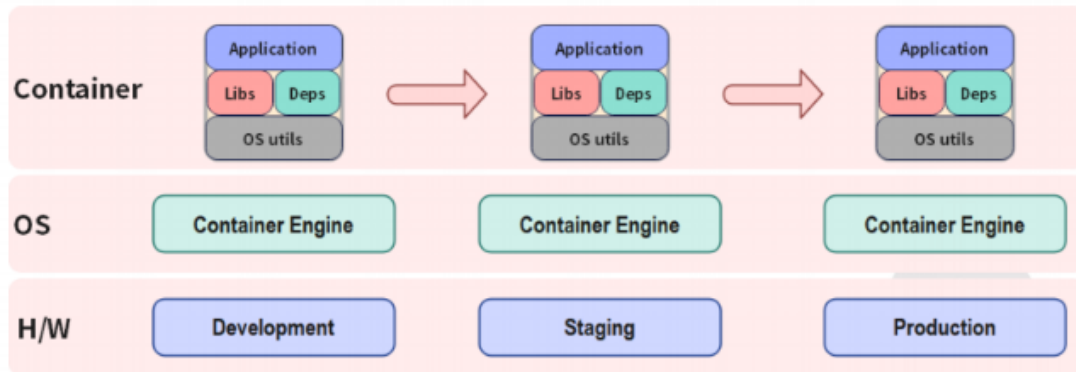 Container
Application
Libs Deps
OS utils
Application
Libs Deps
OS utils
Application
Libs Deps
OS utils
OS
Container Engine
Container Engine
Container Engine
H/W
Development
Staging
Production